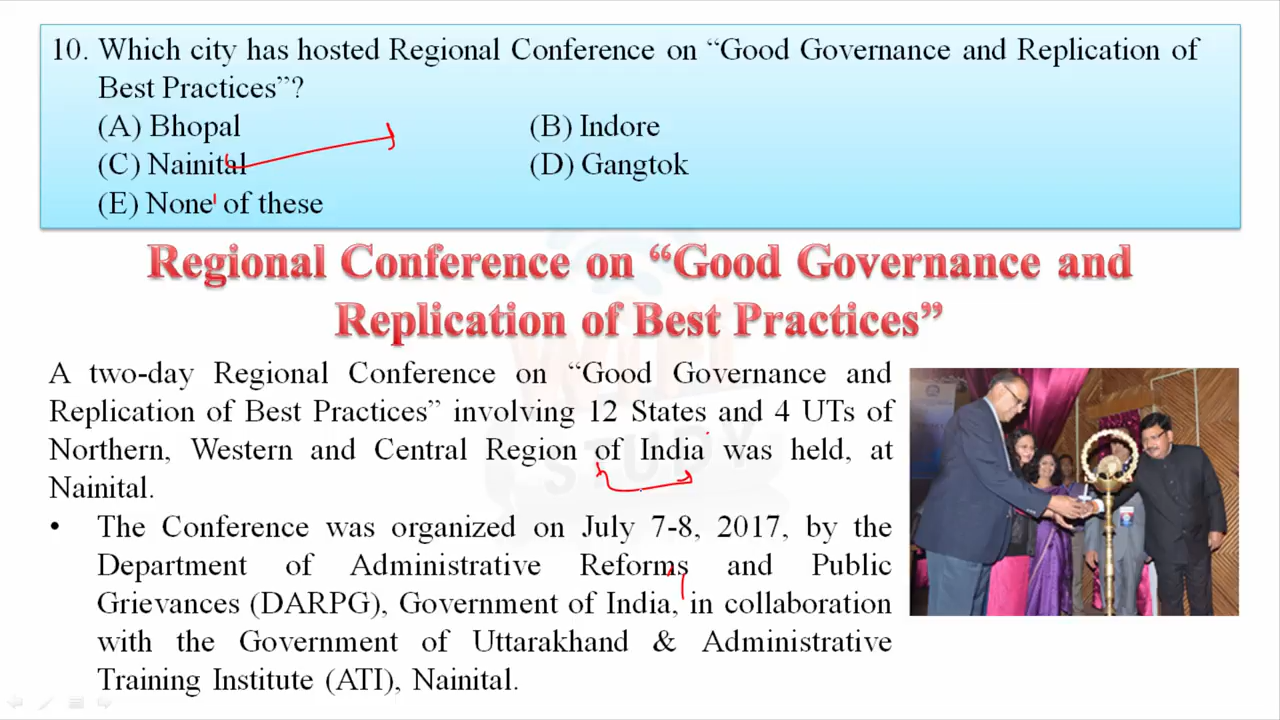 10. Which city has hosted Regional Conference on “Good Governance and Replication of
Best Practices”?
(A) Bhopal (B) Indore
(C) Nainital (D) Gangtok
(E) None of these
Regional Conference on “Good Governance and
Replication of Best Practices”
A two-day Regional Conference on “Good Governance and
Replication of Best Practices” involving 12 States and 4 UTs of
Northern, Western and Central Region of India was held, at
Nainital.
• The Conference was organized on July 7-8, 2017, by the
Department of Administrative Reforms and Public
Grievances (DARPG), Government of India, in collaboration
with the Government of Uttarakhand & Administrative
Training Institute (ATI), Nainital.
STUDY